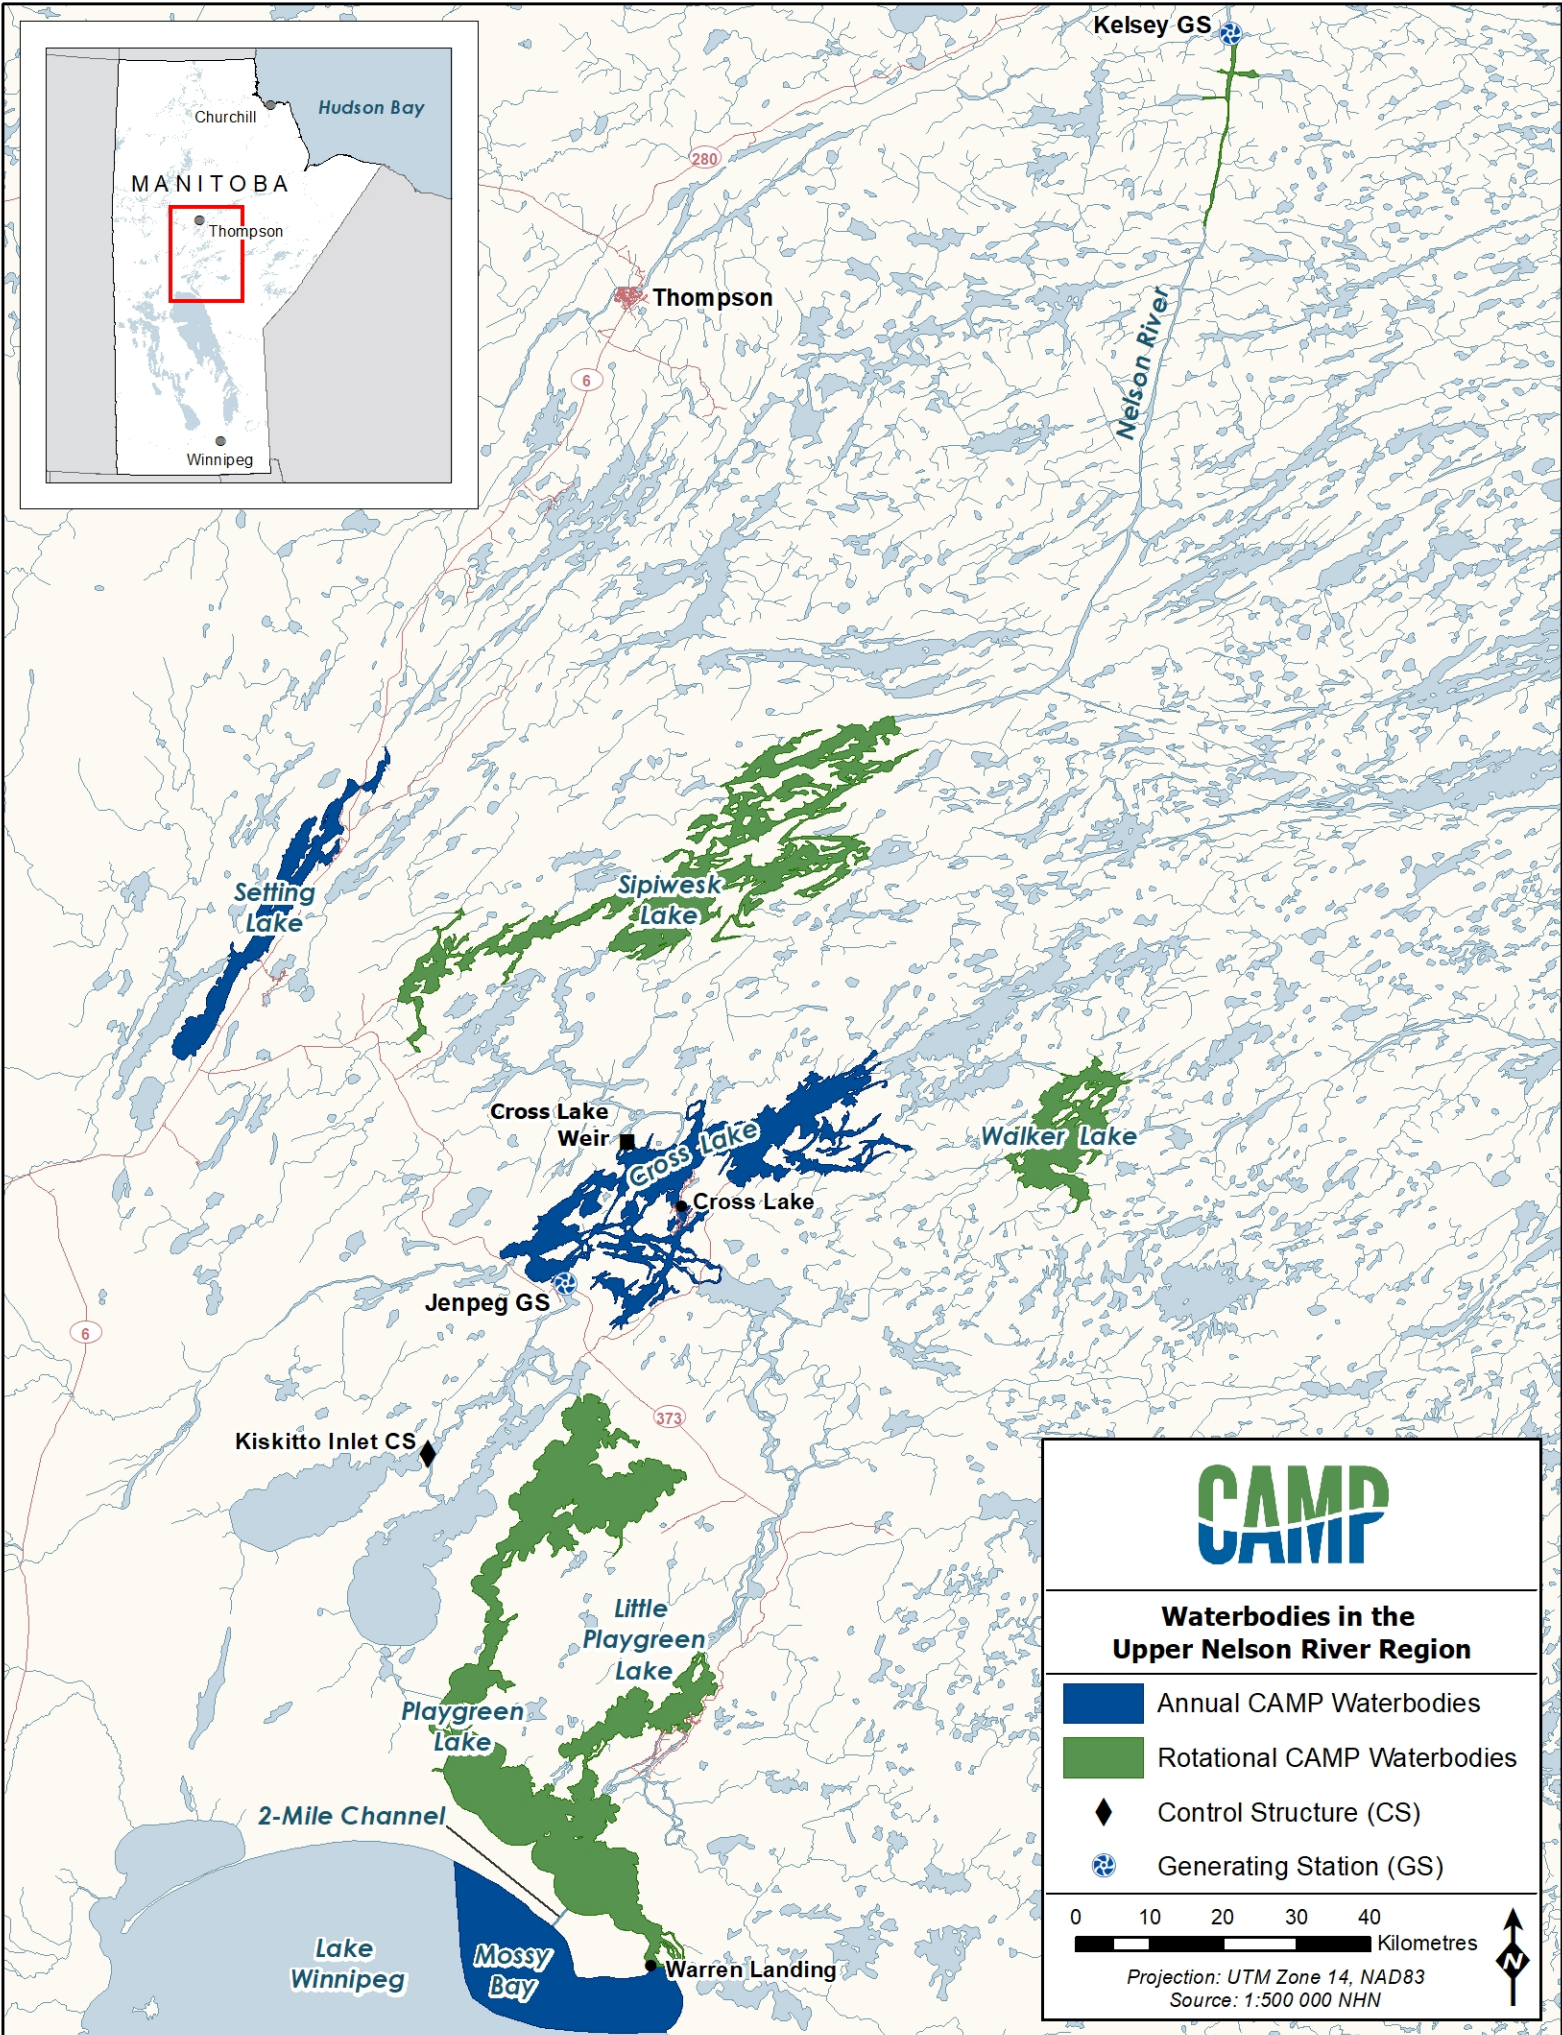 Kelsey GS
Hudson Bay
Churchill
MANITOBA
Thompson
Winnipeg
280
Thompson
6
Nelson River
Setting
Lake
Sipiwesk
Lake
Cross Lake
Weir
Cross Lake
Walker Lake
Cross Lake
Jenpeg GS
6
373
Kiskitto Inlet CS
Little
Playgreen
Lake
Playgreen
Lake
2-Mile Channel
Lake
Winnipeg
Mossy
Bay
Warren Landing
CAMP
Waterbodies in the
Upper Nelson River Region
Annual CAMP Waterbodies
Rotational CAMP Waterbodies
Control Structure (CS)
Generating Station (GS)
0 10 20 30 40
Kilometres
N
Projection: UTM Zone 14, NAD83
Source: 1:500 000 NHN